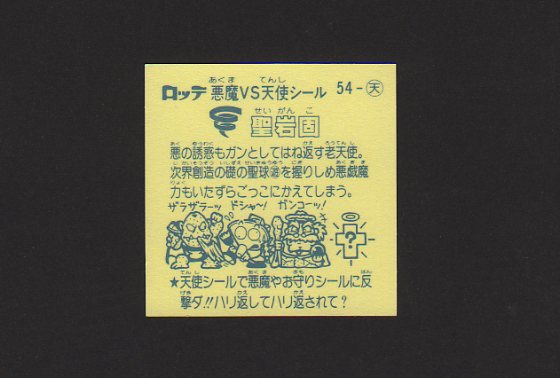 ロッテ 悪魔VS天使シール 54-天
聖岩固
悪の誘惑もガンとしてはね返す老天使。
次界創造の礎の聖球遊を握りしめ悪戯魔
力もいたずらごっこにかえてしまう。
ザラザラーッ ドシャ〜! ガンコーッ!
?
★天使シールで悪魔やお守りシールに反
撃ダ!!ハリ返してハリ返されて?